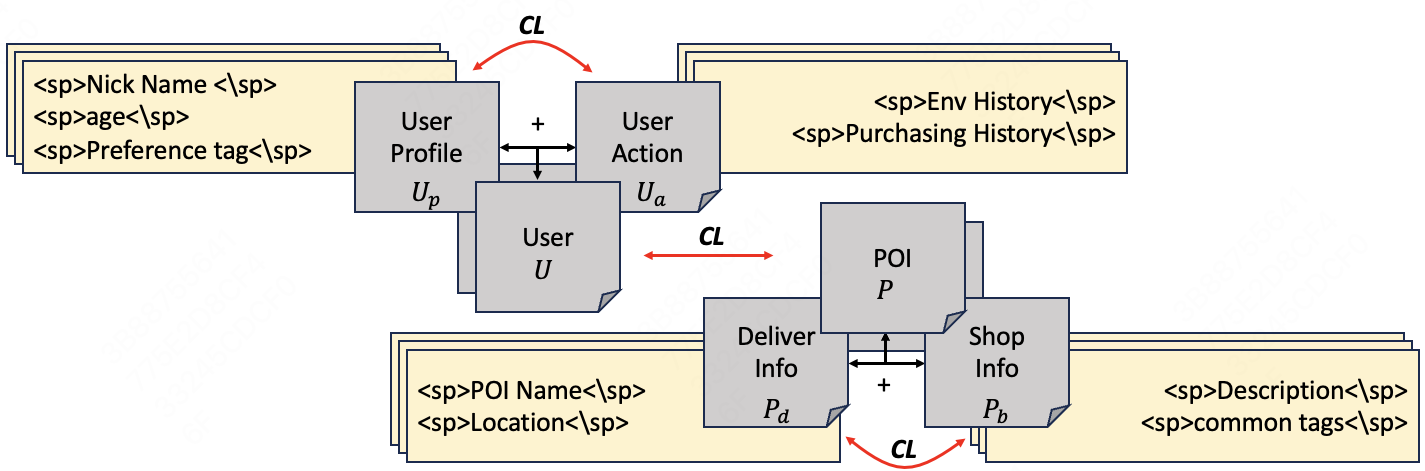 CL
<sp>Nick Name <\sp>
<sp>age<\sp>
<sp>Preference tag<\sp>
User
Profile
U_p
+
User
Action
U_a
<sp>Env History<\sp>
<sp>Purchasing History<\sp>
User
U
CL
POI
P
<sp>POI Name<\sp>
<sp>Location<\sp>
Deliver
Info
P_d
+
Shop
Info
P_b
<sp>Description<\sp>
<sp>common tags<\sp>
CL